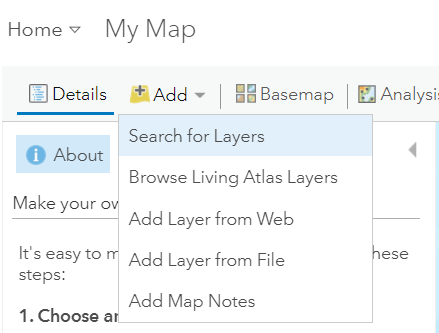 Home My Map
Details Add Basemap Analysis
Search for Layers
About
Browse Living Atlas Layers
Make your ow
Add Layer from Web
It's easy to m hese
Add Layer from File
steps:
Add Map Notes
1. Choose ar